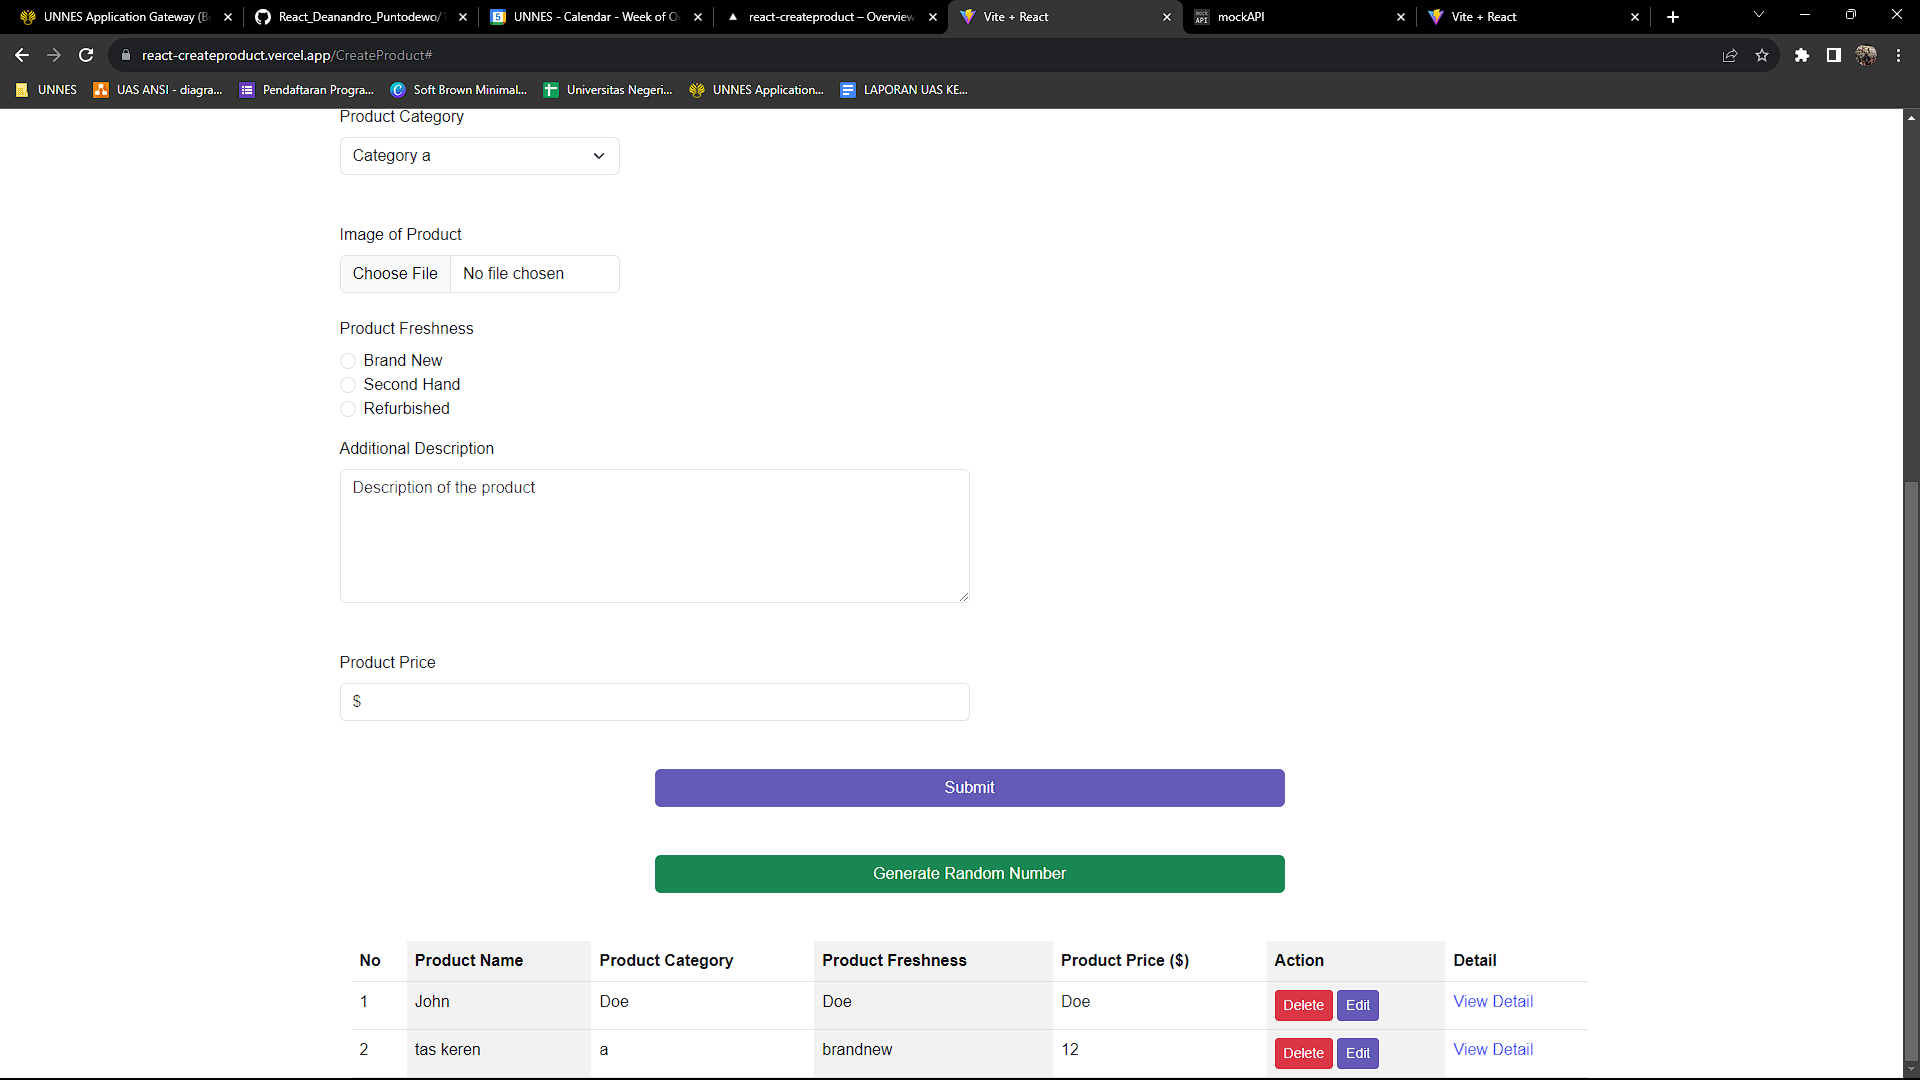 UNNES Application Gateway (Be
React_Deanandro_Puntodewo/
UNNES - Calendar - Week of Oc
react-createproduct – Overview
Vite + React
mockAPI
Vite + React
react-createproduct.vercel.app/CreateProduct#
UNNES
UAS ANSI - diagra...
Pendaftaran Progra...
Soft Brown Minimal...
Universitas Negeri...
UNNES Application...
LAPORAN UAS KE...
Product Category
Category a
Image of Product
Choose File No file chosen
Product Freshness
Brand New
Second Hand
Refurbished
Additional Description
Description of the product
Product Price
$
Submit
Generate Random Number
No Product Name Product Category Product Freshness Product Price ($) Action Detail
1 John Doe Doe Doe Delete Edit View Detail
2 tas keren a brandnew 12 Delete Edit View Detail